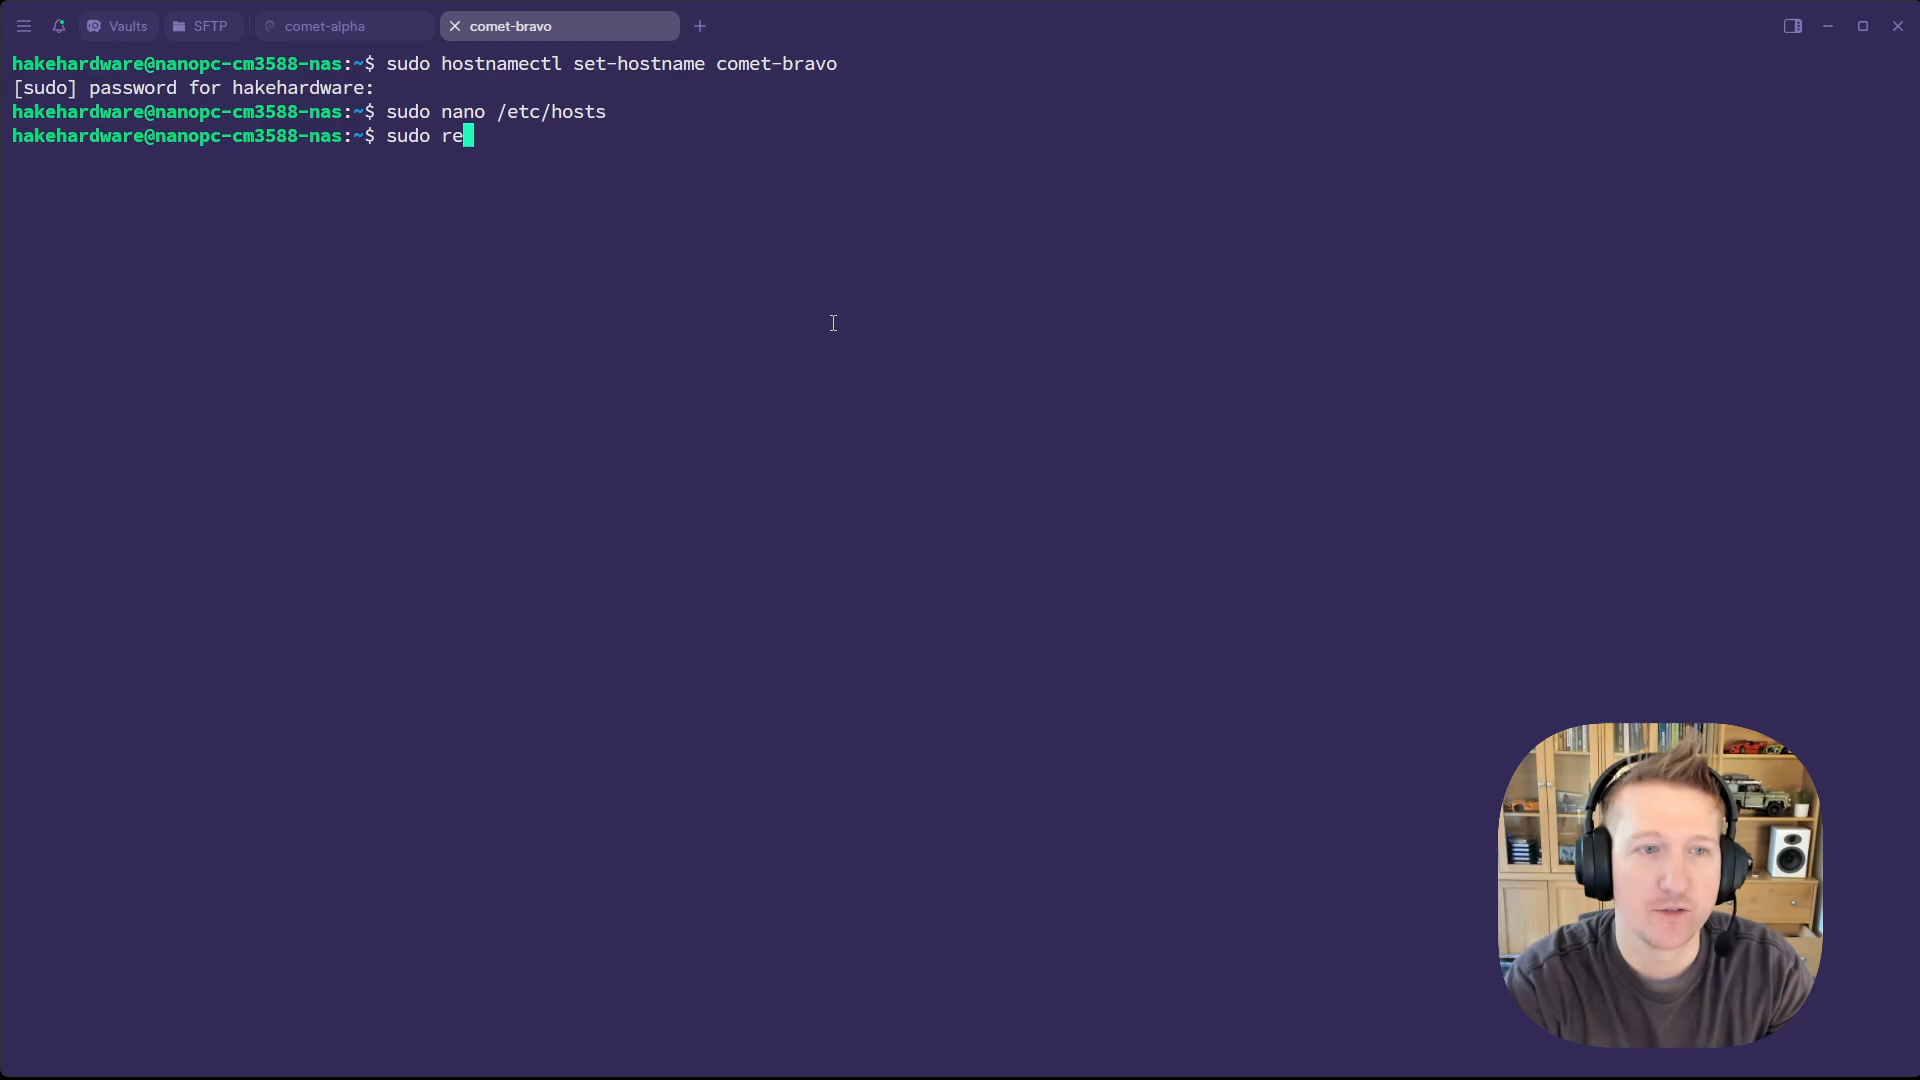 Vaults SFTP comet-alpha comet-bravo
hakehardware@nanopc-cm3588-nas:~$ sudo hostnamectl set-hostname comet-bravo
[sudo] password for hakehardware:
hakehardware@nanopc-cm3588-nas:~$ sudo nano /etc/hosts
hakehardware@nanopc-cm3588-nas:~$ sudo re